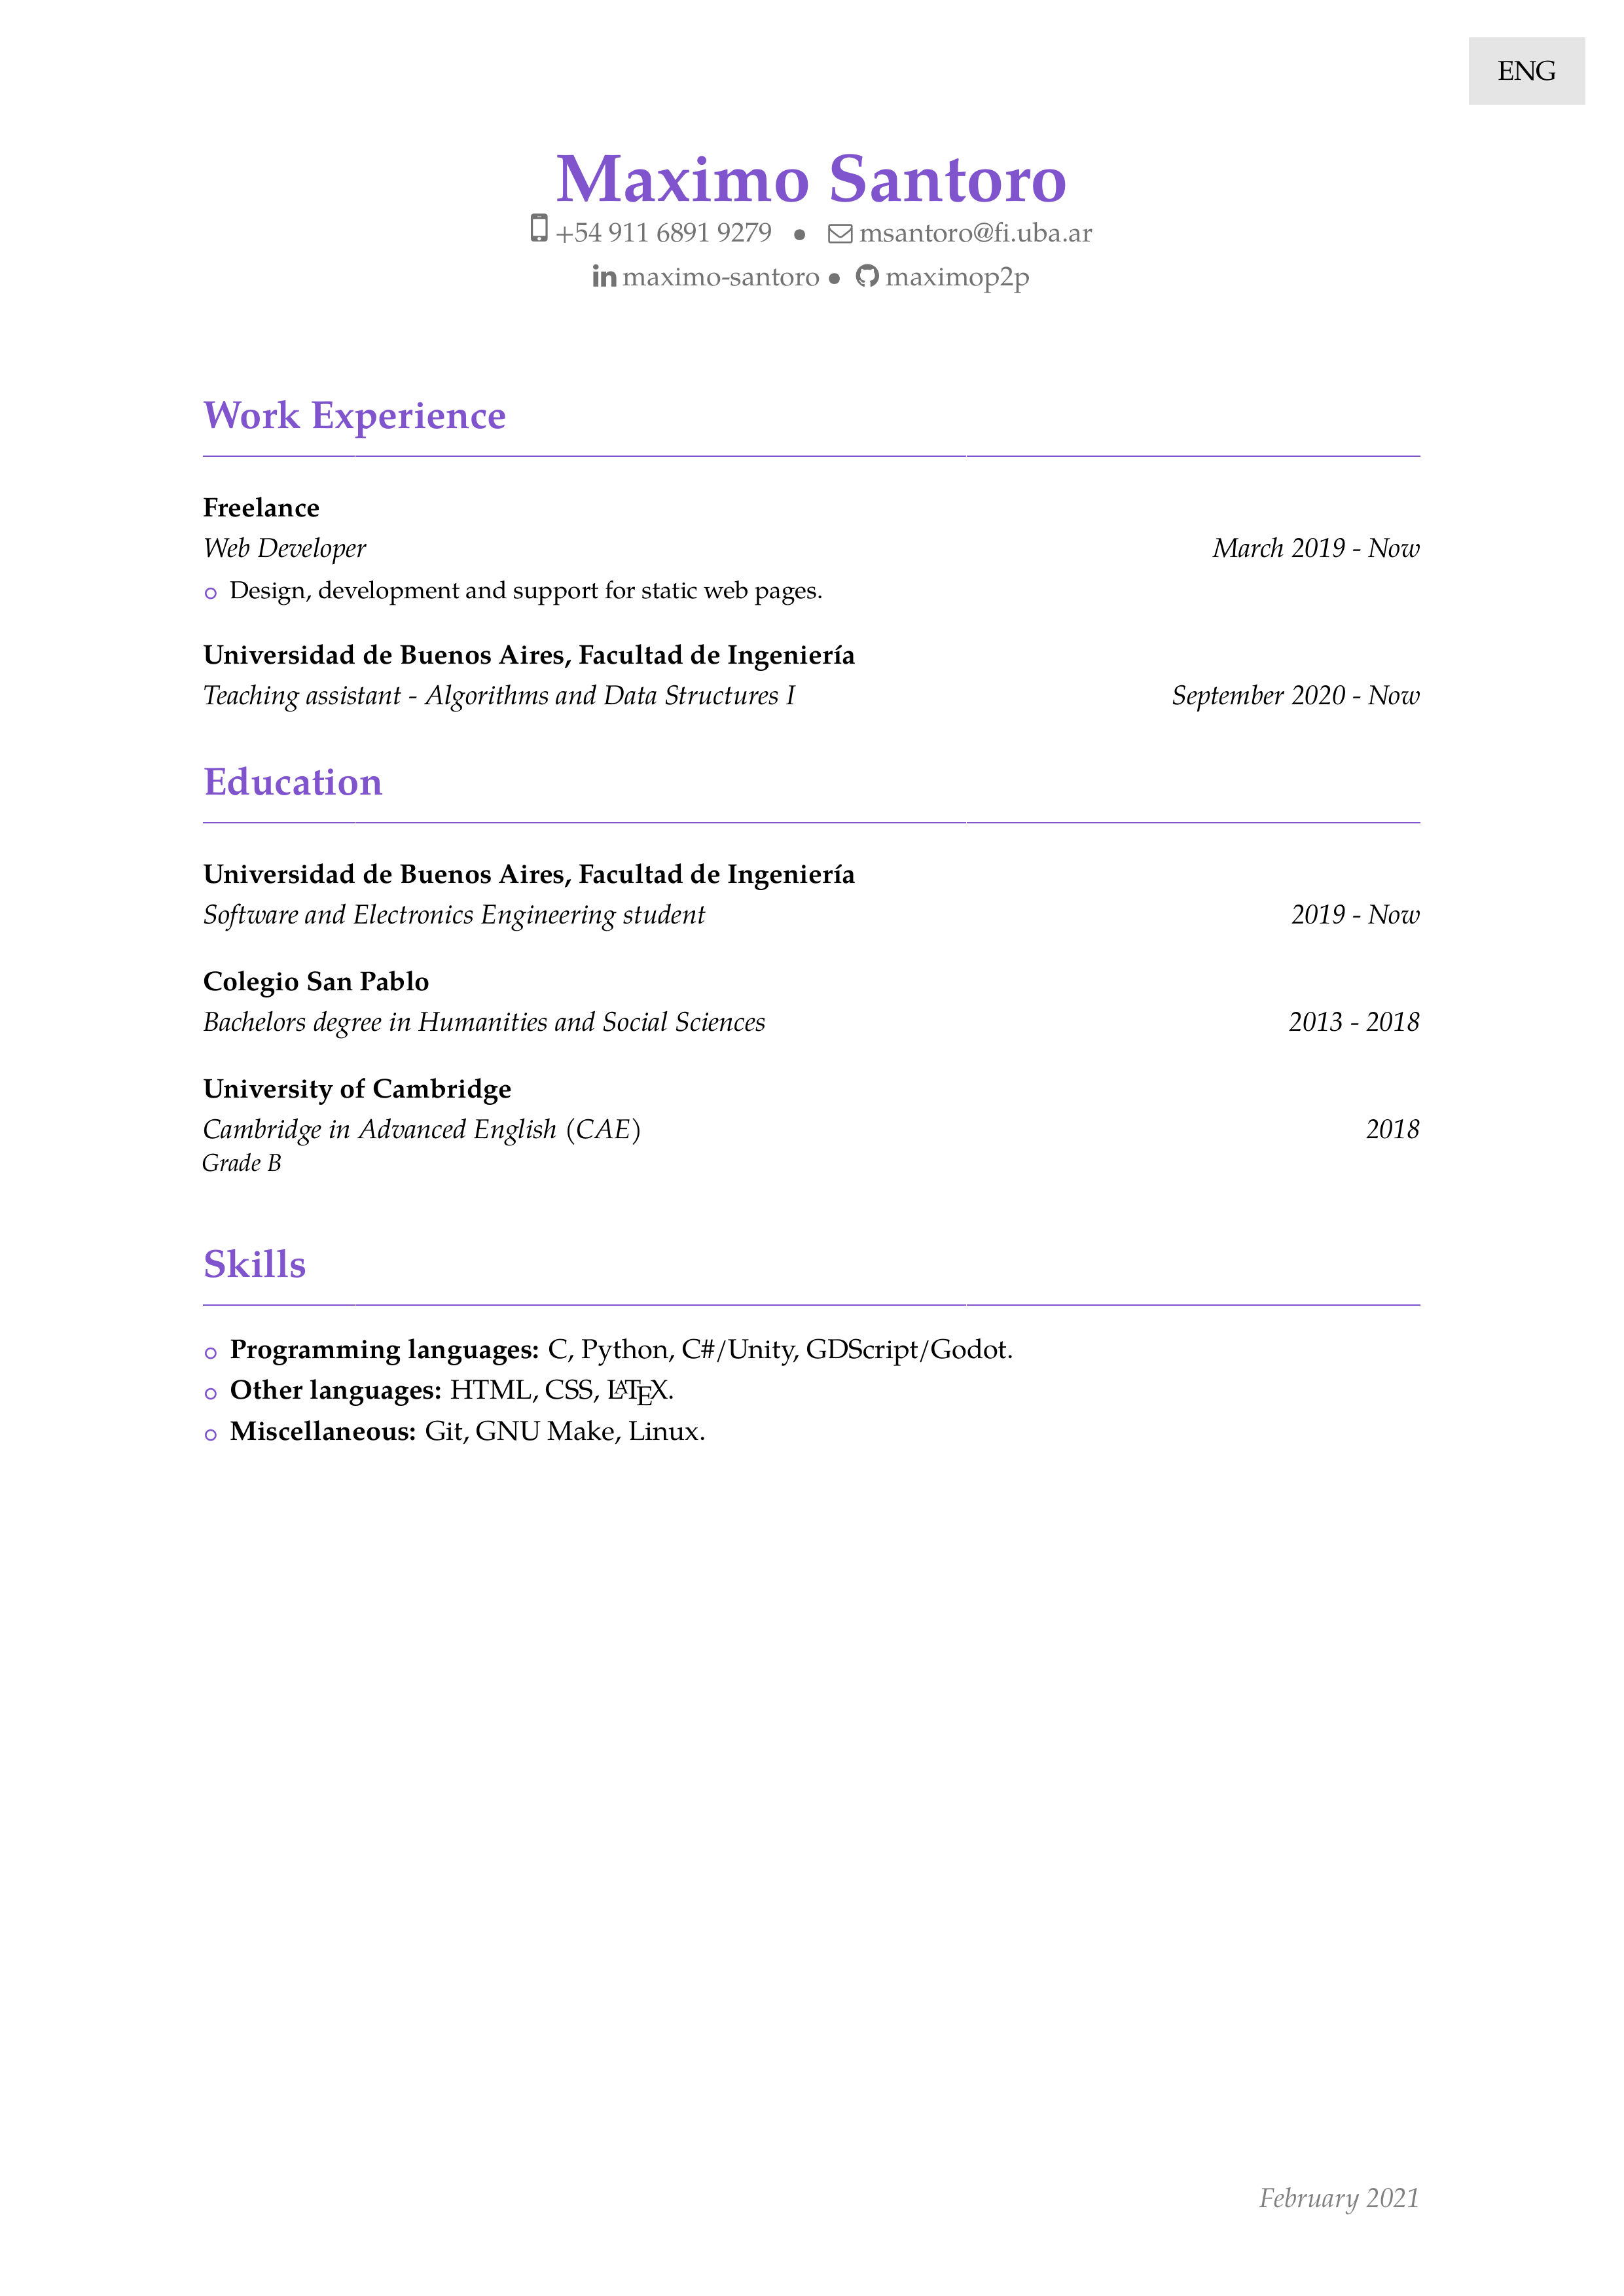 ENG
Maximo Santoro
+54 911 6891 9279 • msantoro@fi.uba.ar
in maximo-santoro • maximop2p
Work Experience
Freelance
Web Developer March 2019 - Now
Design, development and support for static web pages.
Universidad de Buenos Aires, Facultad de Ingeniería
Teaching assistant - Algorithms and Data Structures I September 2020 - Now
Education
Universidad de Buenos Aires, Facultad de Ingeniería
Software and Electronics Engineering student 2019 - Now
Colegio San Pablo
Bachelors degree in Humanities and Social Sciences 2013 - 2018
University of Cambridge
Cambridge in Advanced English (CAE) 2018
Grade B
Skills
Programming languages: C, Python, C#/Unity, GDScript/Godot.
Other languages: HTML, CSS, LATEX.
Miscellaneous: Git, GNU Make, Linux.
February 2021